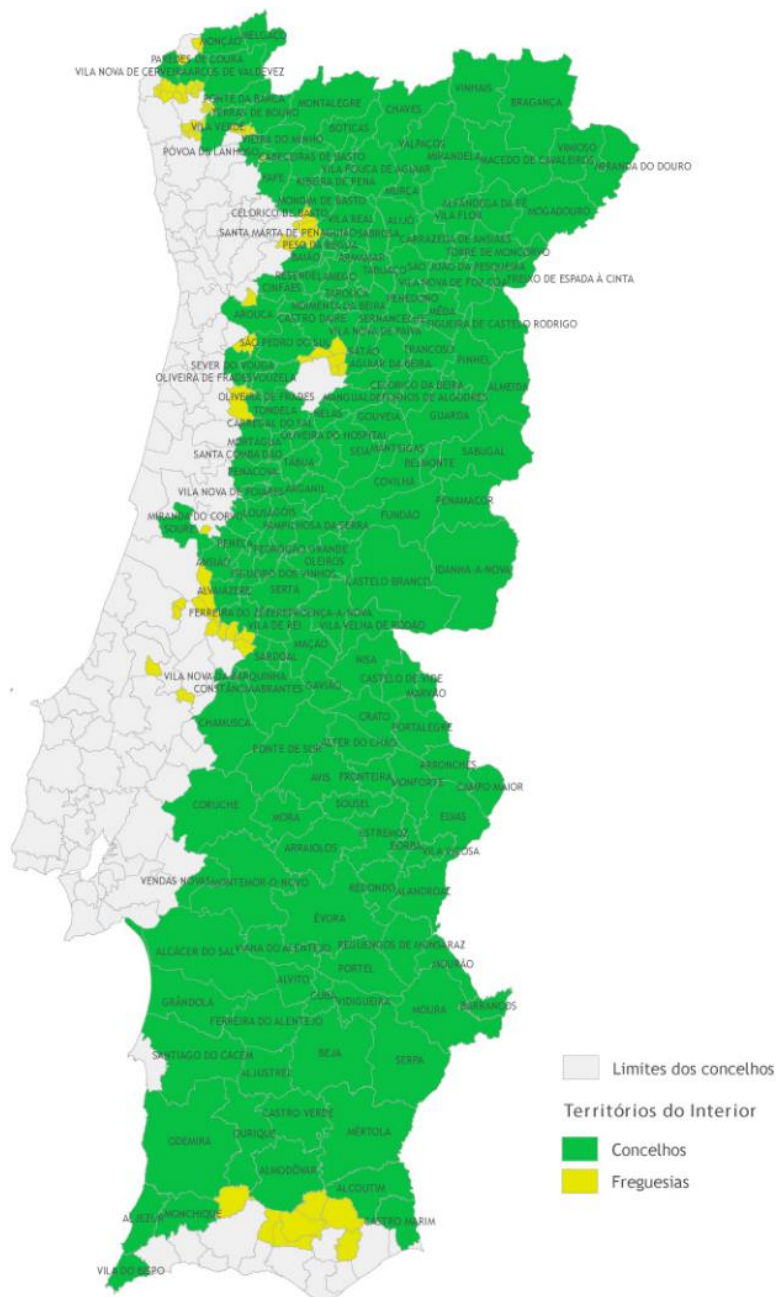 MELGAÇO
MONÇÃO
PAREDES DE COURA
VILA NOVA DE CERVEIRA
ARCOS DE VALDEVEZ
PONTE DA BARCA
TERRAS DE BOURO
MONTALEGRE
CHAVES
VINHAIS
BRAGANÇA
VILA VERDE
VIEIRA DO MINHO
BOTICAS
VALPAÇOS
MIRANDELA
MACEDO DE CAVALEIROS
VIMIOSO
MIRANDA DO DOURO
PÓVOA DE LANHOSO
CABECEIRAS DE BASTO
VILA POUCA DE AGUIAR
FAFE
RIBEIRA DE PENA
MURÇA
MONDIM DE BASTO
ALFÂNDEGA DA FÉ
MOGADOURO
CELORICO DE BASTO
VILA REAL
ALIJÓ
VILA FLOR
SANTA MARTA DE PENAGUIÃO
SABROSA
CARRAZEDA DE ANSIÃES
PESO DA RÉGUA
BAIÃO
ARMAMAR
TORRE DE MONCORVO
TABUAÇO
SÃO JOÃO DA PESQUEIRA
RESENDE
LAMEGO
VILA NOVA DE FOZ CÔA
FREIXO DE ESPADA À CINTA
CINFÃES
TAROUCA
PENEDONO
MOIMENTA DA BEIRA
AROUCA
CASTRO DAIRE
SERNANCELHE
MÊDA
FIGUEIRA DE CASTELO RODRIGO
VILA NOVA DE PAIVA
SÃO PEDRO DO SUL
SÁTÃO
TRANCOSO
PINHEL
SEVER DO VOUGA
AGUIAR DA BEIRA
OLIVEIRA DE FRADES
VOUZELA
CELORICO DA BEIRA
ALMEIDA
OLIVEIRA DE FRADES
MANGUALDE
FORNOS DE ALGODRES
TONDELA
NELAS
GOUVEIA
GUARDA
CARREGAL DO SAL
OLIVEIRA DO HOSPITAL
MORTÁGUA
SEIA
MANTEIGAS
SABUGAL
SANTA COMBA DÃO
TÁBUA
BELMONTE
PENACOVA
COVILHÃ
VILA NOVA DE POIARES
ARGANIL
PENAMACOR
MIRANDA DO CORVO
LOUSÃ
GÓIS
FUNDÃO
SOURE
PAMPILHOSA DA SERRA
PENELA
PEDRÓGÃO GRANDE
ANSIÃO
OLEIROS
IDANHA-A-NOVA
FIGUEIRÓ DOS VINHOS
CASTELO BRANCO
ALVAIÁZERE
SERTÃ
FERREIRA DO ZÊZERE
PROENÇA-A-NOVA
VILA DE REI
VILA VELHA DE RÓDÃO
MAÇÃO
SARDOAL
NISA
VILA NOVA DA BARQUINHA
CASTELO DE VIDE
CONSTÂNCIA
ABRANTES
GAVIÃO
MARVÃO
CHAMUSCA
CRATO
PORTALEGRE
PONTE DE SOR
ALTER DO CHÃO
ARRONCHES
AVIS
FRONTEIRA
MONFORTE
CAMPO MAIOR
CORUCHE
SOUSEL
MORA
ELVAS
ESTREMOZ
ARRAIOLOS
BORBA
VILA VIÇOSA
VENDAS NOVAS
MONTEMOR-O-NOVO
REDONDO
ALANDROAL
ÉVORA
ALCÁCER DO SAL
VIANA DO ALENTEJO
REGUENGOS DE MONSARAZ
PORTEL
MOURÃO
ALVITO
CUBA
VIDIGUEIRA
GRÂNDOLA
MOURA
BARRANCOS
FERREIRA DO ALENTEJO
SANTIAGO DO CACÉM
BEJA
SERPA
ALJUSTREL
CASTRO VERDE
ODEMIRA
OURIQUE
MÉRTOLA
ALMODÔVAR
ALCOUTIM
ALJEZUR
MONCHIQUE
CASTRO MARIM
VILA DO BISPO
Limites dos concelhos
Territórios do Interior
Concelhos
Freguesias